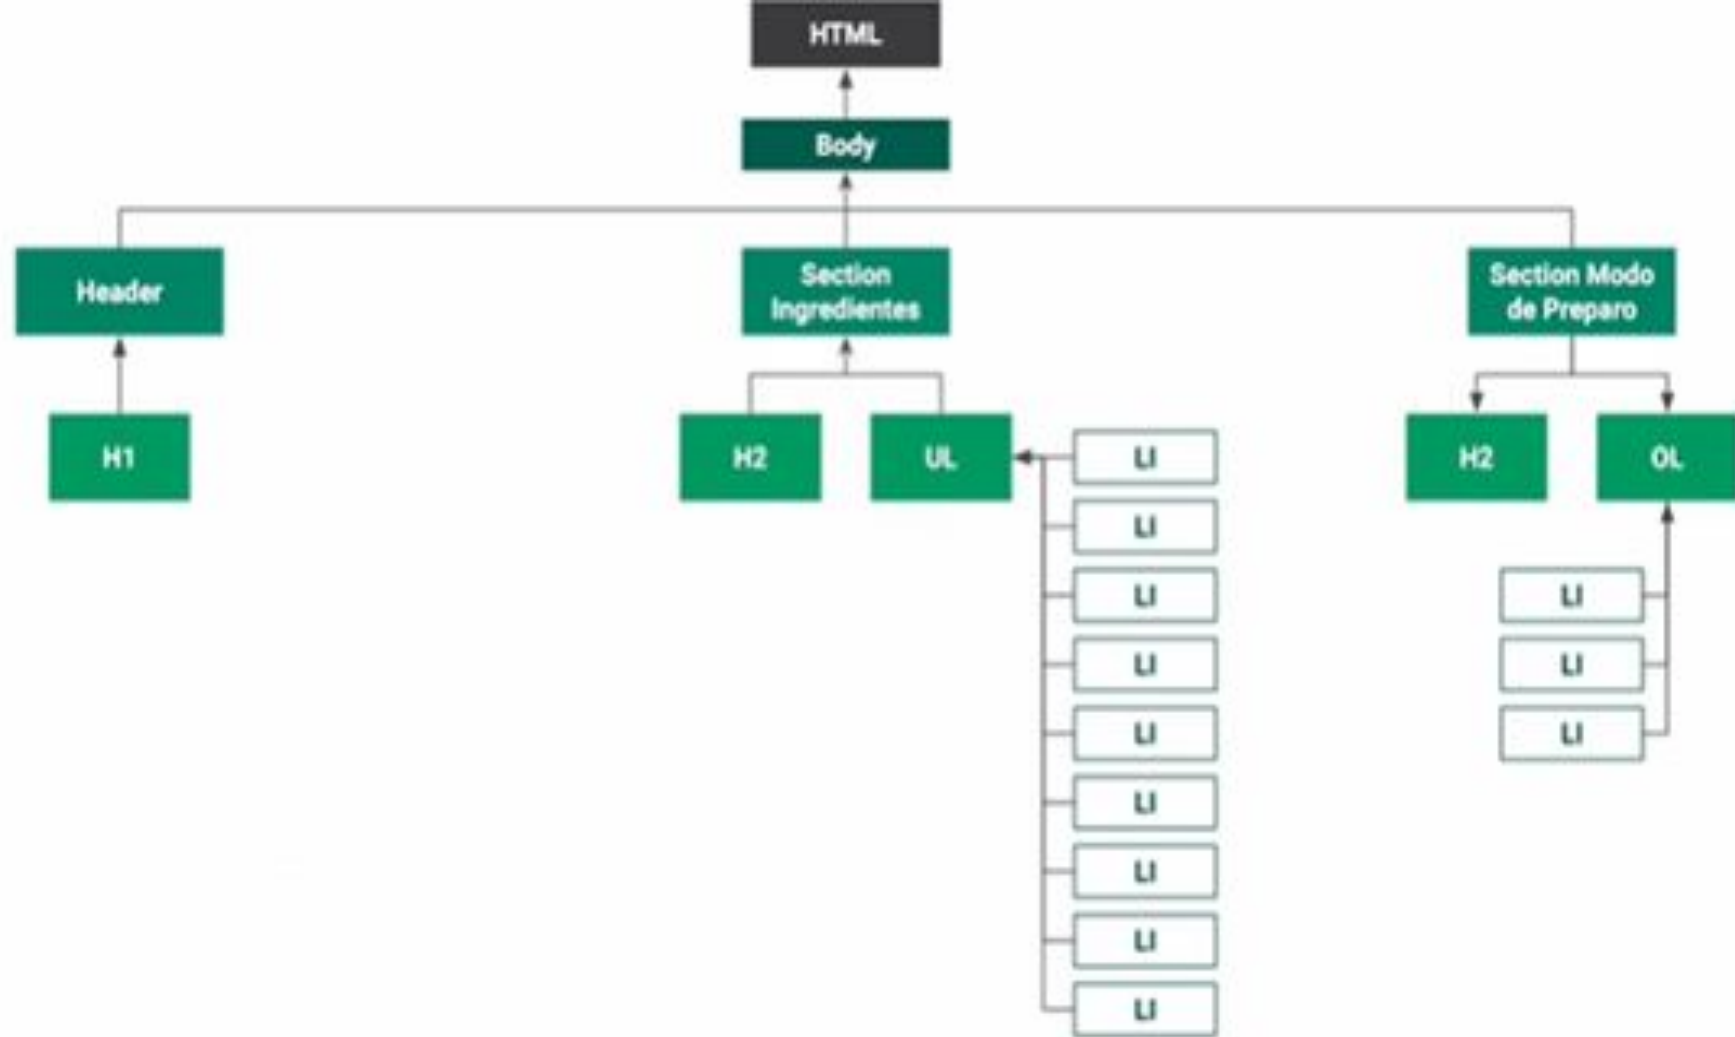 HTML
Body
Header
Section
Ingredientes
Section Modo
de Preparo
H1
H2
UL
LI
LI
LI
LI
LI
LI
LI
LI
LI
H2
OL
LI
LI
LI